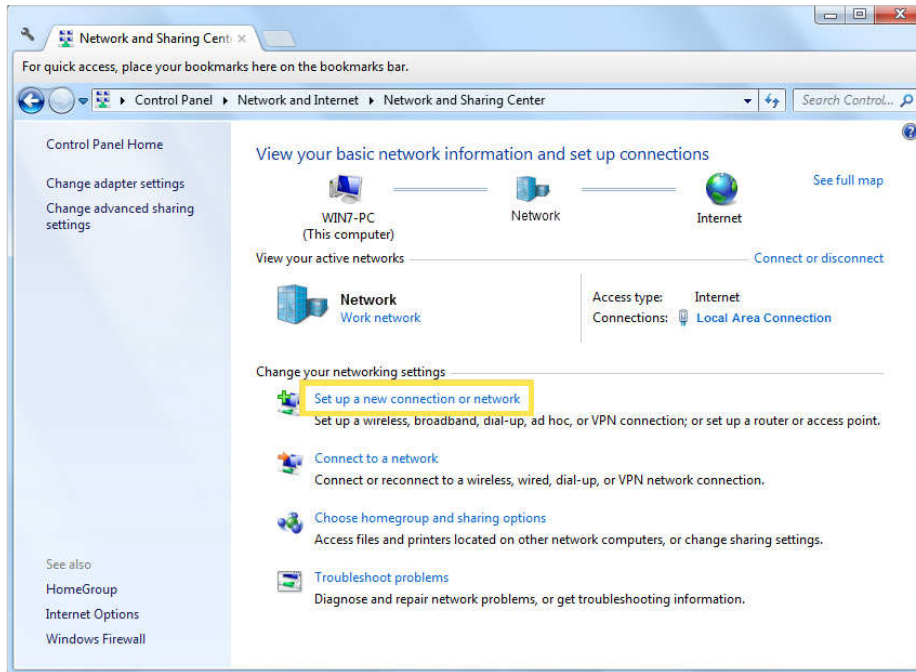 Network and Sharing Cent
For quick access, place your bookmarks here on the bookmarks bar.
Control Panel Network and Internet Network and Sharing Center
Search Control...
Control Panel Home
Change adapter settings
Change advanced sharing
settings
See also
HomeGroup
Internet Options
Windows Firewall
View your basic network information and set up connections
See full map
WIN7-PC
(This computer)
Network
Internet
View your active networks
Connect or disconnect
Network
Work network
Access type: Internet
Connections: Local Area Connection
Change your networking settings
Set up a new connection or network
Set up a wireless, broadband, dial-up, ad hoc, or VPN connection; or set up a router or access point.
Connect to a network
Connect or reconnect to a wireless, wired, dial-up, or VPN network connection.
Choose homegroup and sharing options
Access files and printers located on other network computers, or change sharing settings.
Troubleshoot problems
Diagnose and repair network problems, or get troubleshooting information.